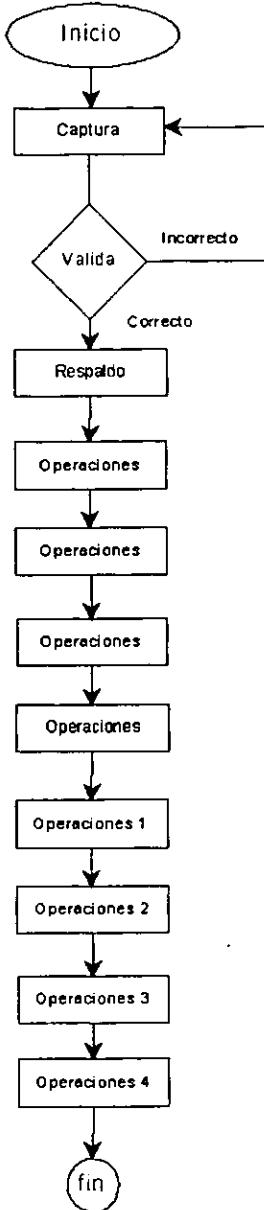 Inicio
Captura
Valida
Incorrecto
Correcto
Respaldo
Operaciones
Operaciones
Operaciones
Operaciones
Operaciones 1
Operaciones 2
Operaciones 3
Operaciones 4
fin